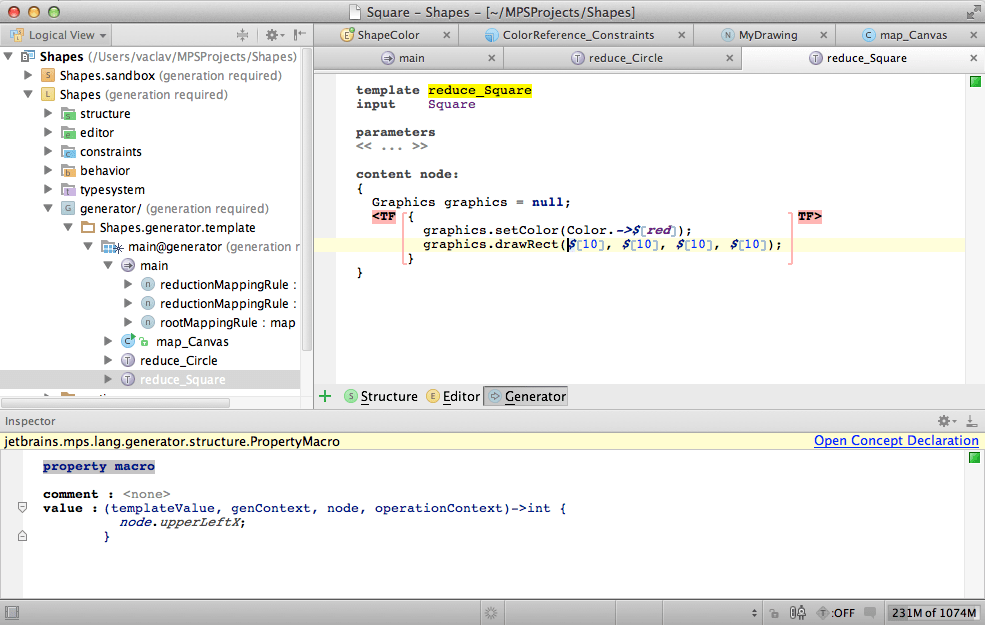 Square – Shapes – [~/MPSProjects/Shapes]
Logical View
ShapeColor
ColorReference_Constraints
MyDrawing
map_Canvas
main
reduce_Circle
reduce_Square
Shapes (/Users/vaclav/MPSProjects/Shapes)
Shapes.sandbox (generation required)
Shapes (generation required)
structure
editor
constraints
behavior
typesystem
generator/ (generation required)
Shapes.generator.template
main@generator (generation r
main
reductionMappingRule :
reductionMappingRule :
rootMappingRule : map
map_Canvas
reduce_Circle
reduce_Square
template reduce_Square
input Square
parameters
<< ... >>
content node:
{
Graphics graphics = null;
<TF { TF>
graphics.setColor(Color.->$[red]);
graphics.drawRect($[10], $[10], $[10], $[10]);
}
}
Structure Editor Generator
Inspector
jetbrains.mps.lang.generator.structure.PropertyMacro
Open Concept Declaration
property macro
comment : <none>
value : (templateValue, genContext, node, operationContext)->int {
node.upperLeftX;
}
T :OFF
231M of 1074M